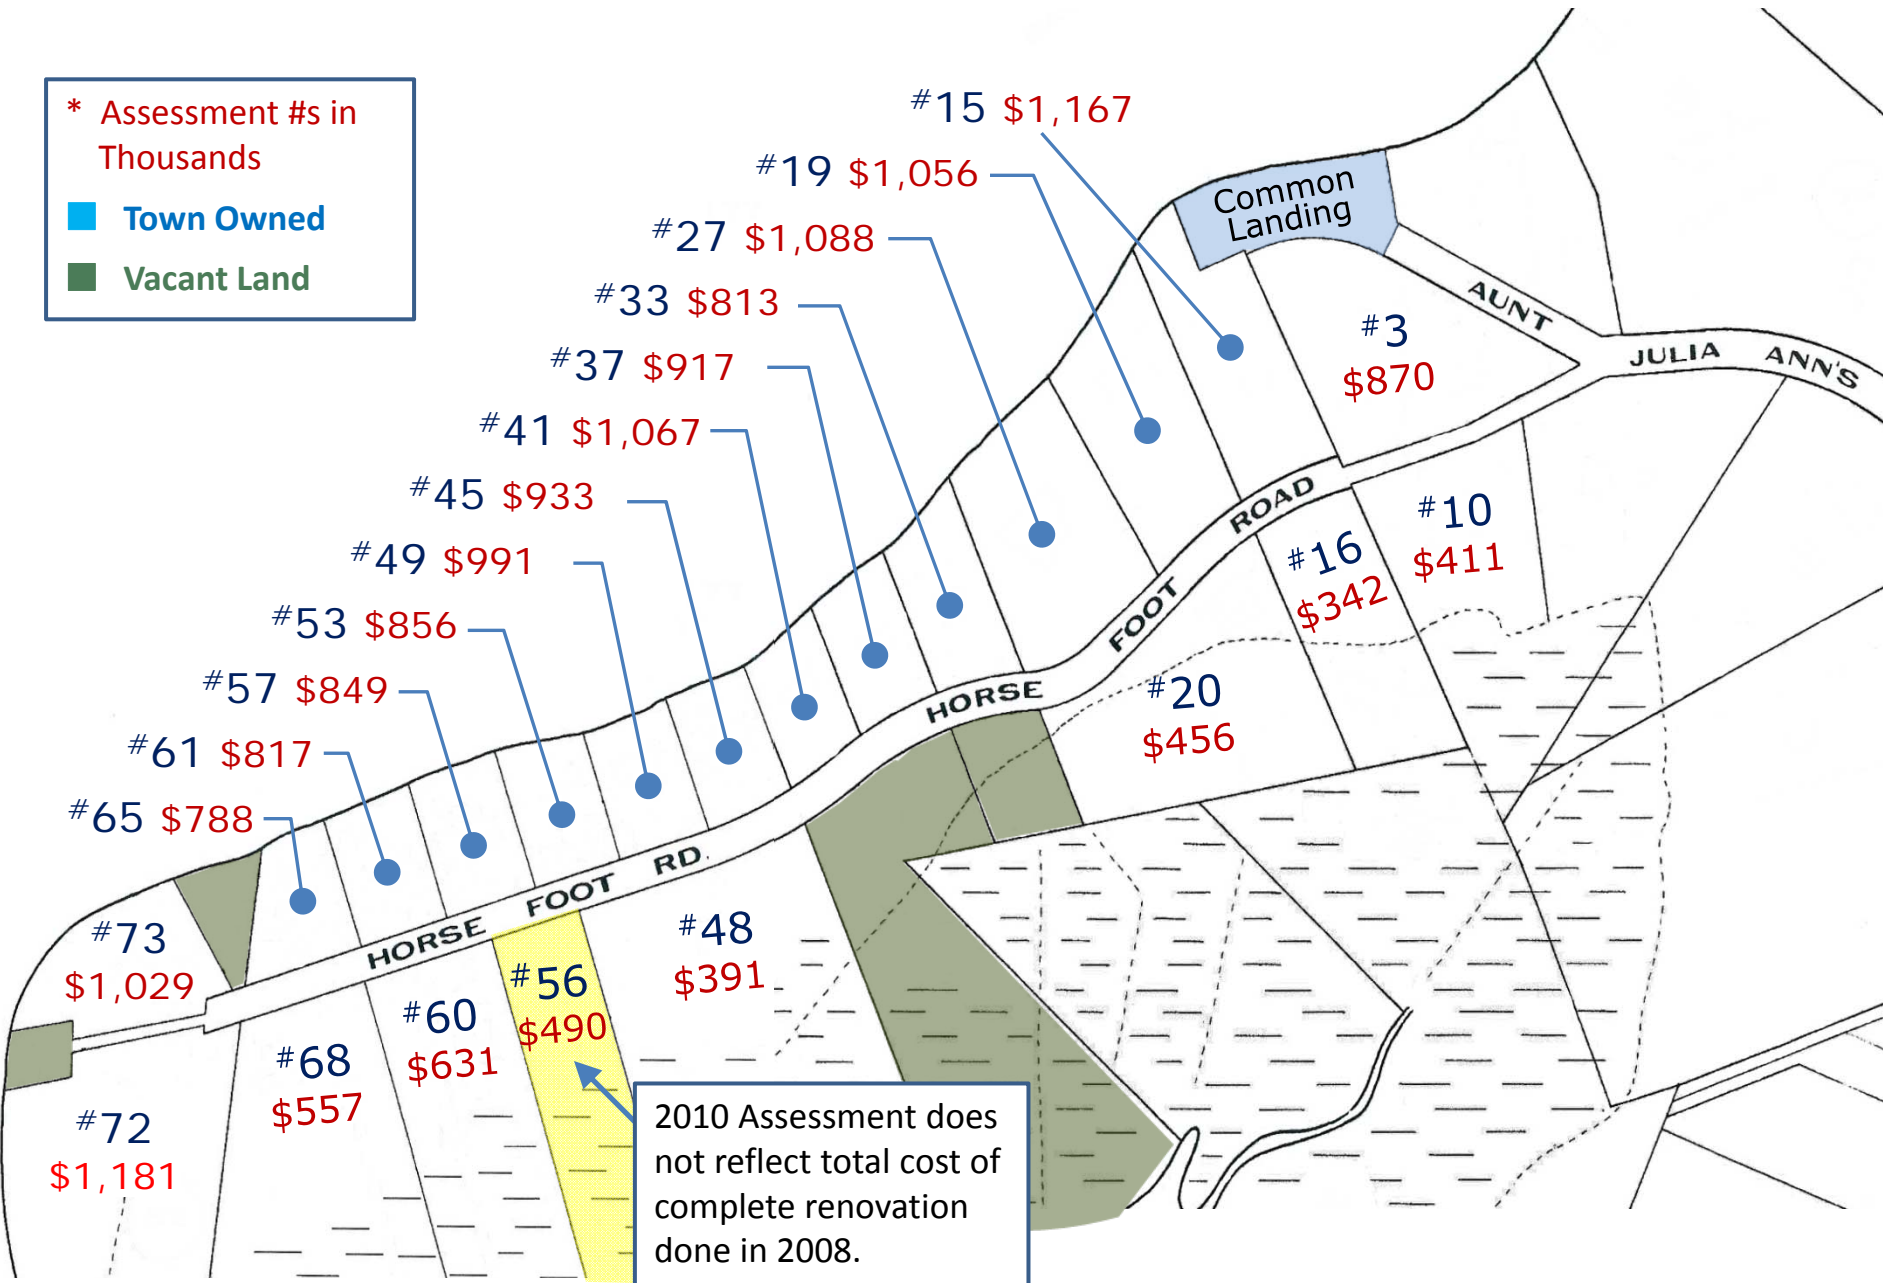 * Assessment #s in
Thousands
Town Owned
Vacant Land
#15 $1,167
#19 $1,056
#27 $1,088
#33 $813
#37 $917
#41 $1,067
#45 $933
#49 $991
#53 $856
#57 $849
#61 $817
#65 $788
Common
Landing
#3
$870
AUNT
JULIA ANN'S
HORSE FOOT ROAD
#10
$411
#16
$342
#20
$456
HORSE FOOT RD.
#73
$1,029
#72
$1,181
#68
$557
#60
$631
#56
$490
#48
$391
2010 Assessment does
not reflect total cost of
complete renovation
done in 2008.